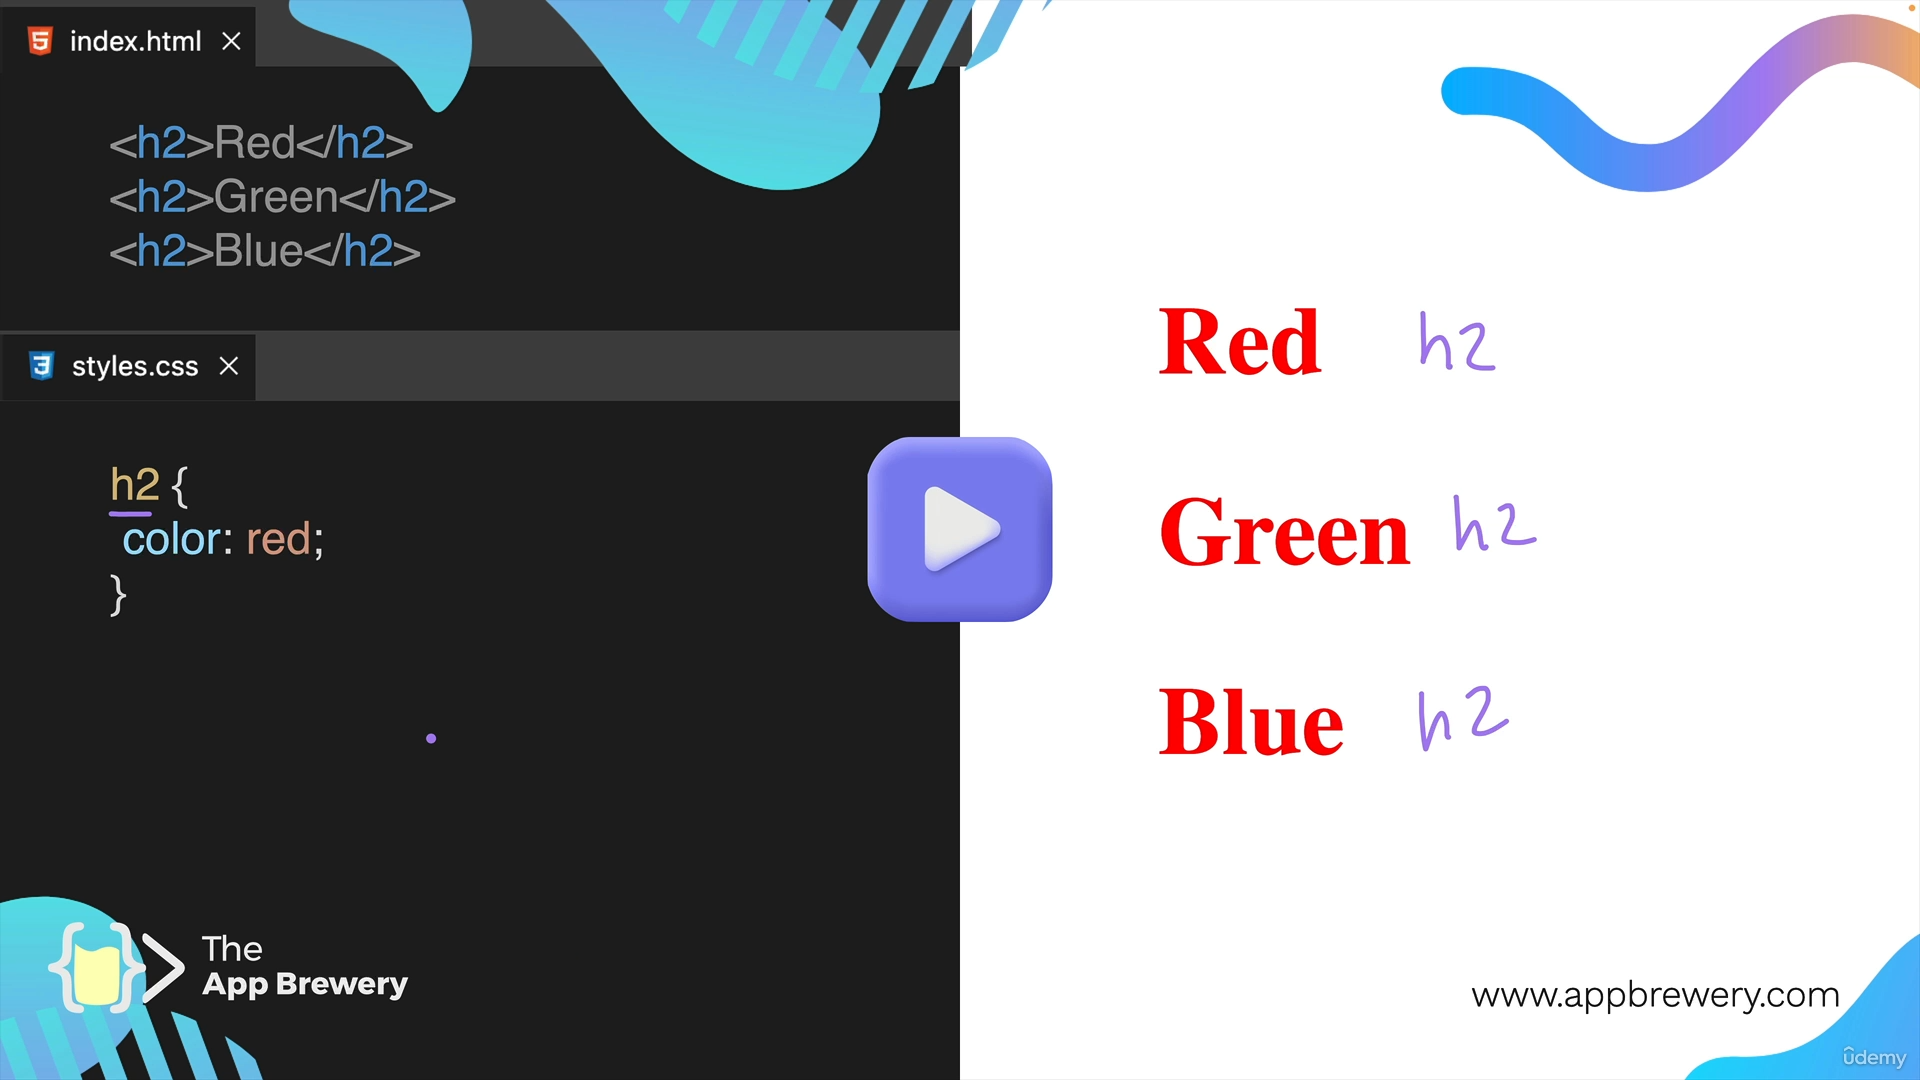 index.html
<h2>Red</h2>
<h2>Green</h2>
<h2>Blue</h2>
styles.css
h2 {
color: red;
}
Red h2
Green h2
Blue h2
The
App Brewery
www.appbrewery.com
ûdemy